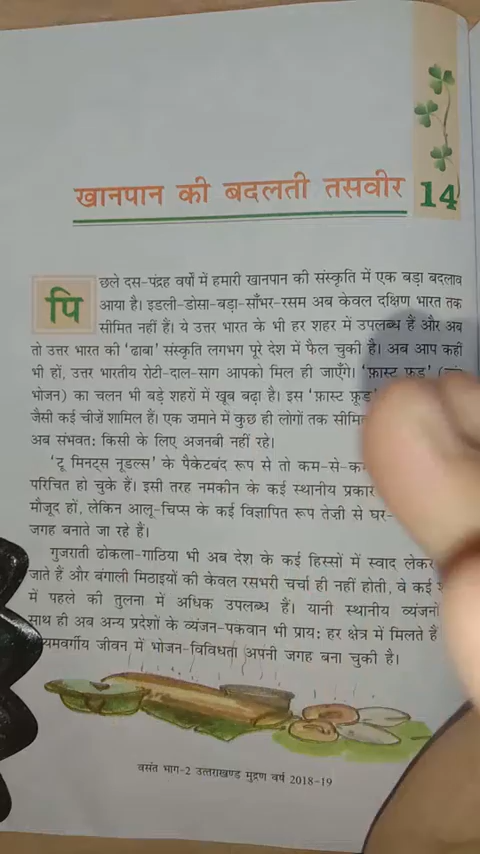 खानपान की बदलती तसवीर 14
पिछले दस-पंद्रह वर्षों में हमारी खानपान की संस्कृति में एक बड़ा बदलाव
आया है। इडली-डोसा-बड़ा-साँभर-रसम अब केवल दक्षिण भारत तक
सीमित नहीं हैं। ये उत्तर भारत के भी हर शहर में उपलब्ध हैं और अब
तो उत्तर भारत की ‘ढाबा’ संस्कृति लगभग पूरे देश में फैल चुकी है। अब आप कहीं
भी हों, उत्तर भारतीय रोटी-दाल-साग आपको मिल ही जाएँगे। ‘फ़ास्ट फ़ूड’
भोजन) का चलन भी बड़े शहरों में खूब बढ़ा है। इस ‘फ़ास्ट फ़ूड’
जैसी कई चीज़ें शामिल हैं। एक जमाने में कुछ ही लोगों तक
अब संभवत: किसी के लिए अजनबी नहीं रहे।
‘टू मिनट्स नूडल्स’ के पैकेटबंद रूप से तो
परिचित हो चुके हैं। इसी तरह नमकीन के कई स्थानीय प्रकार
मौजूद हों, लेकिन आलू-चिप्स के कई विज्ञापित रूप तेज़ी से
जगह बनाते जा रहे हैं।
गुजराती ढोकला-गाठिया भी अब देश के कई हिस्सों में स्वाद लेकर
जाते हैं और बंगाली मिठाइयों की केवल रसभरी चर्चा ही नहीं होती, वे कई
में पहले की तुलना में अधिक उपलब्ध हैं। यानी स्थानीय
साथ ही अब अन्य प्रदेशों के व्यंजन-पकवान भी प्राय: हर क्षेत्र में मिलते हैं
जीवन में भोजन-विविधता अपनी जगह बना चुकी है।
वसंत भाग-2 उत्तराखण्ड मुद्रण वर्ष 2018-19